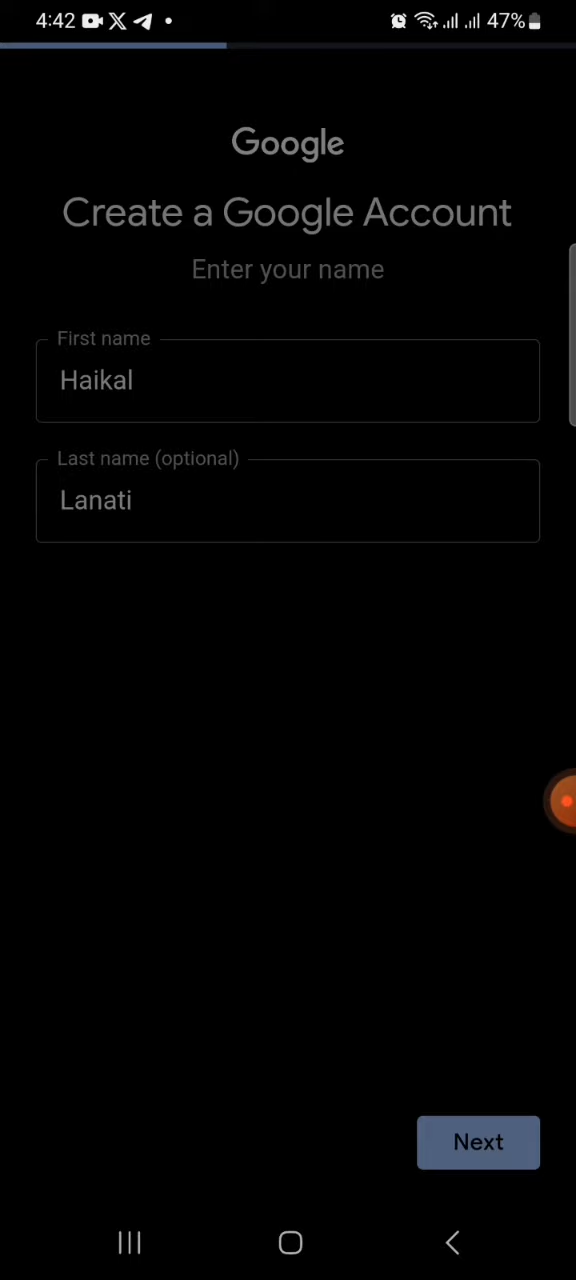 4:42 47%
Google
Create a Google Account
Enter your name
First name
Haikal
Last name (optional)
Lanati
Next